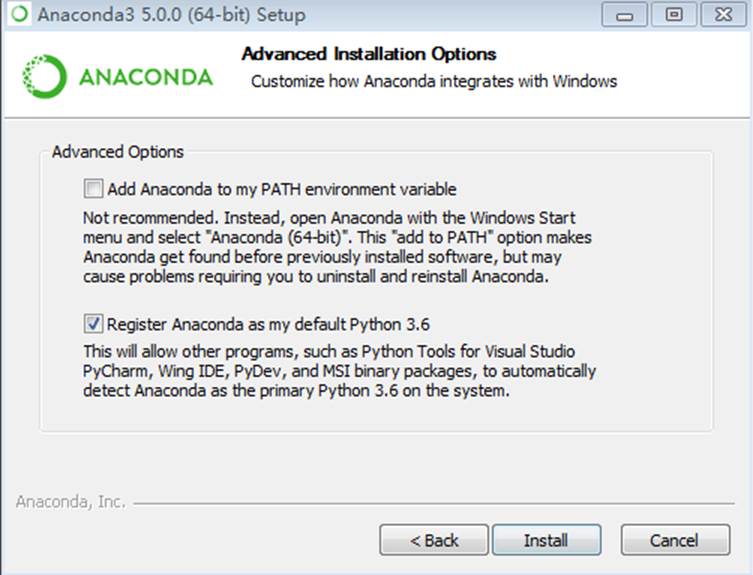 Anaconda3 5.0.0 (64-bit) Setup
Advanced Installation Options
Customize how Anaconda integrates with Windows
ANACONDA
Advanced Options
Add Anaconda to my PATH environment variable
Not recommended. Instead, open Anaconda with the Windows Start
menu and select "Anaconda (64-bit)". This "add to PATH" option makes
Anaconda get found before previously installed software, but may
cause problems requiring you to uninstall and reinstall Anaconda.
Register Anaconda as my default Python 3.6
This will allow other programs, such as Python Tools for Visual Studio
PyCharm, Wing IDE, PyDev, and MSI binary packages, to automatically
detect Anaconda as the primary Python 3.6 on the system.
Anaconda, Inc.
< Back
Install
Cancel